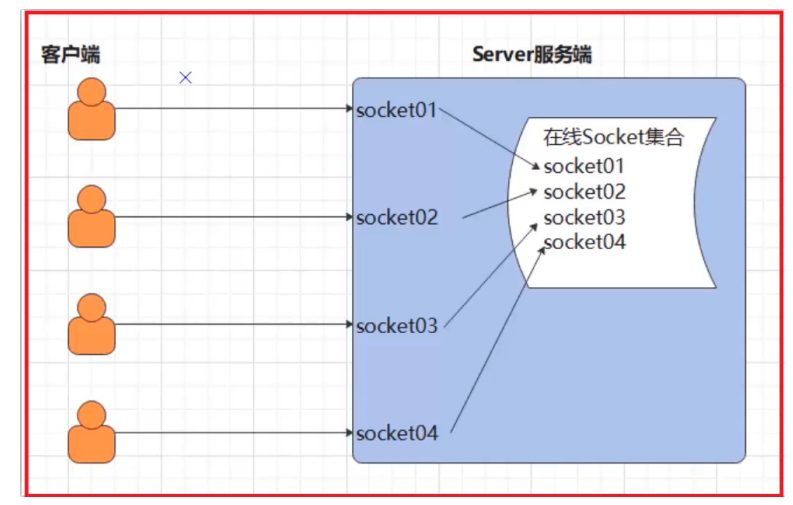 客户端
Server服务端
socket01
socket02
socket03
socket04
在线Socket集合
socket01
socket02
socket03
socket04